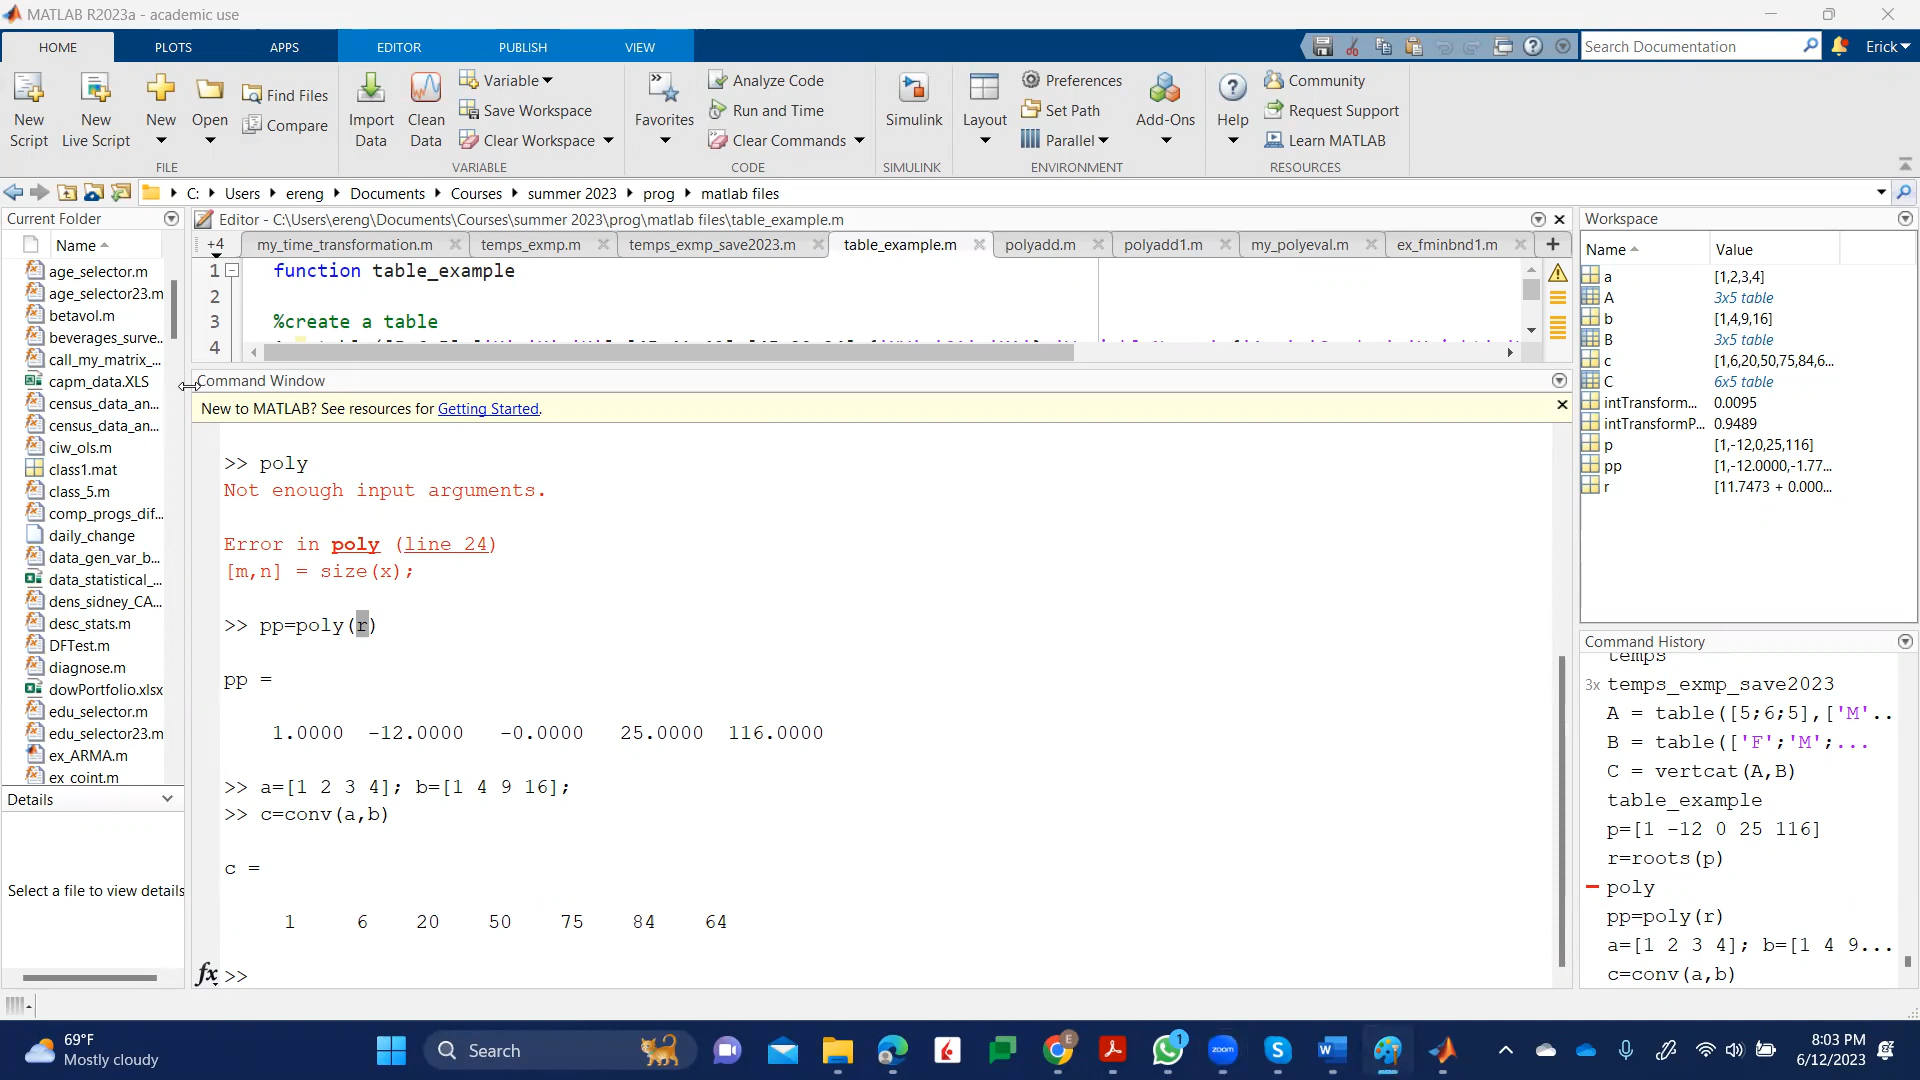 MATLAB R2023a - academic use
HOME PLOTS APPS EDITOR PUBLISH VIEW
Search Documentation
Erick
New Script
New Live Script
New
Open
Find Files
Compare
FILE
Import Data
Clean Data
Variable
Save Workspace
Clear Workspace
VARIABLE
Favorites
Analyze Code
Run and Time
Clear Commands
CODE
Simulink
SIMULINK
Layout
Preferences
Set Path
Parallel
Add-Ons
ENVIRONMENT
Help
Community
Request Support
Learn MATLAB
RESOURCES
C: Users ereng Documents Courses summer 2023 prog matlab files
Current Folder
Name
age_selector.m
age_selector23.m
betavol.m
beverages_surve...
call_my_matrix_...
capm_data.XLS
census_data_an...
census_data_an...
ciw_ols.m
class1.mat
class_5.m
comp_progs_dif...
daily_change
data_gen_var_b...
data_statistical_...
dens_sidney_CA...
desc_stats.m
DFTest.m
diagnose.m
dowPortfolio.xlsx
edu_selector.m
edu_selector23.m
ex_ARMA.m
ex_coint.m
Details
Select a file to view details
Editor - C:\Users\ereng\Documents\Courses\summer 2023\prog\matlab files\table_example.m
+4 my_time_transformation.m temps_exmp.m temps_exmp_save2023.m table_example.m polyadd.m polyadd1.m my_polyeval.m ex_fminbnd1.m
1 function table_example
2
3 %create a table
4
Command Window
New to MATLAB? See resources for Getting Started.
>> poly
Not enough input arguments.
Error in poly (line 24)
[m,n] = size(x);
>> pp=poly(r)
pp =
1.0000 -12.0000 -0.0000 25.0000 116.0000
>> a=[1 2 3 4]; b=[1 4 9 16];
>> c=conv(a,b)
c =
1 6 20 50 75 84 64
fx >>
Workspace
Name Value
a [1,2,3,4]
A 3x5 table
b [1,4,9,16]
B 3x5 table
c [1,6,20,50,75,84,6...
C 6x5 table
intTransform... 0.0095
intTransformP... 0.9489
p [1,-12,0,25,116]
pp [1,-12.0000,-1.77...
r [11.7473 + 0.000...
Command History
temps
3x temps_exmp_save2023
A = table([5;6;5],['M'..
B = table(['F';'M';...
C = vertcat(A,B)
table_example
p=[1 -12 0 25 116]
r=roots(p)
poly
pp=poly(r)
a=[1 2 3 4]; b=[1 4 9...
c=conv(a,b)
69°F
Mostly cloudy
Search
E
1
zoom
8:03 PM
6/12/2023